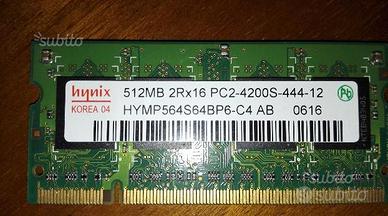 subito
hynix
KOREA 04
512MB 2Rx16 PC2-4200S-444-12
HYMP564S64BP6-C4 AB 0616
Pb
subito